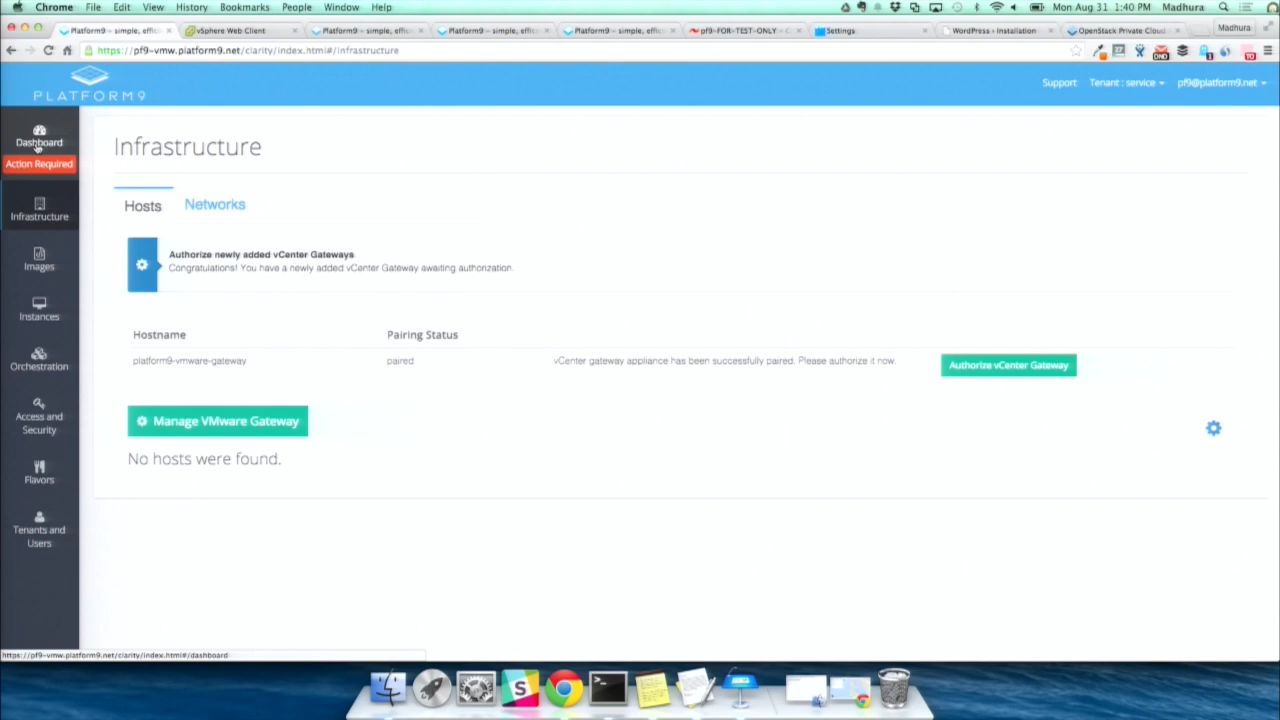 Chrome File Edit View History Bookmarks People Window Help Mon Aug 31 1:40 PM Madhura
Platform9 – simple, effic vSphere Web Client Platform9 – simple, effic Platform9 – simple, effic Platform9 – simple, effic pf9-FOR-TEST-ONLY – Settings WordPress › Installation OpenStack Private Cloud Madhura
https://pf9-vmw.platform9.net/clarity/index.html#/infrastructure
PLATFORM9
Support Tenant : service pf9@platform9.net
Dashboard
Action Required
Infrastructure
Images
Instances
Orchestration
Access and
Security
Flavors
Tenants and
Users
Infrastructure
Hosts Networks
Authorize newly added vCenter Gateways
Congratulations! You have a newly added vCenter Gateway awaiting authorization.
Hostname Pairing Status
platform9-vmware-gateway paired vCenter gateway appliance has been successfully paired. Please authorize it now. Authorize vCenter Gateway
Manage VMware Gateway
No hosts were found.
https://pf9-vmw.platform9.net/clarity/index.html#/dashboard